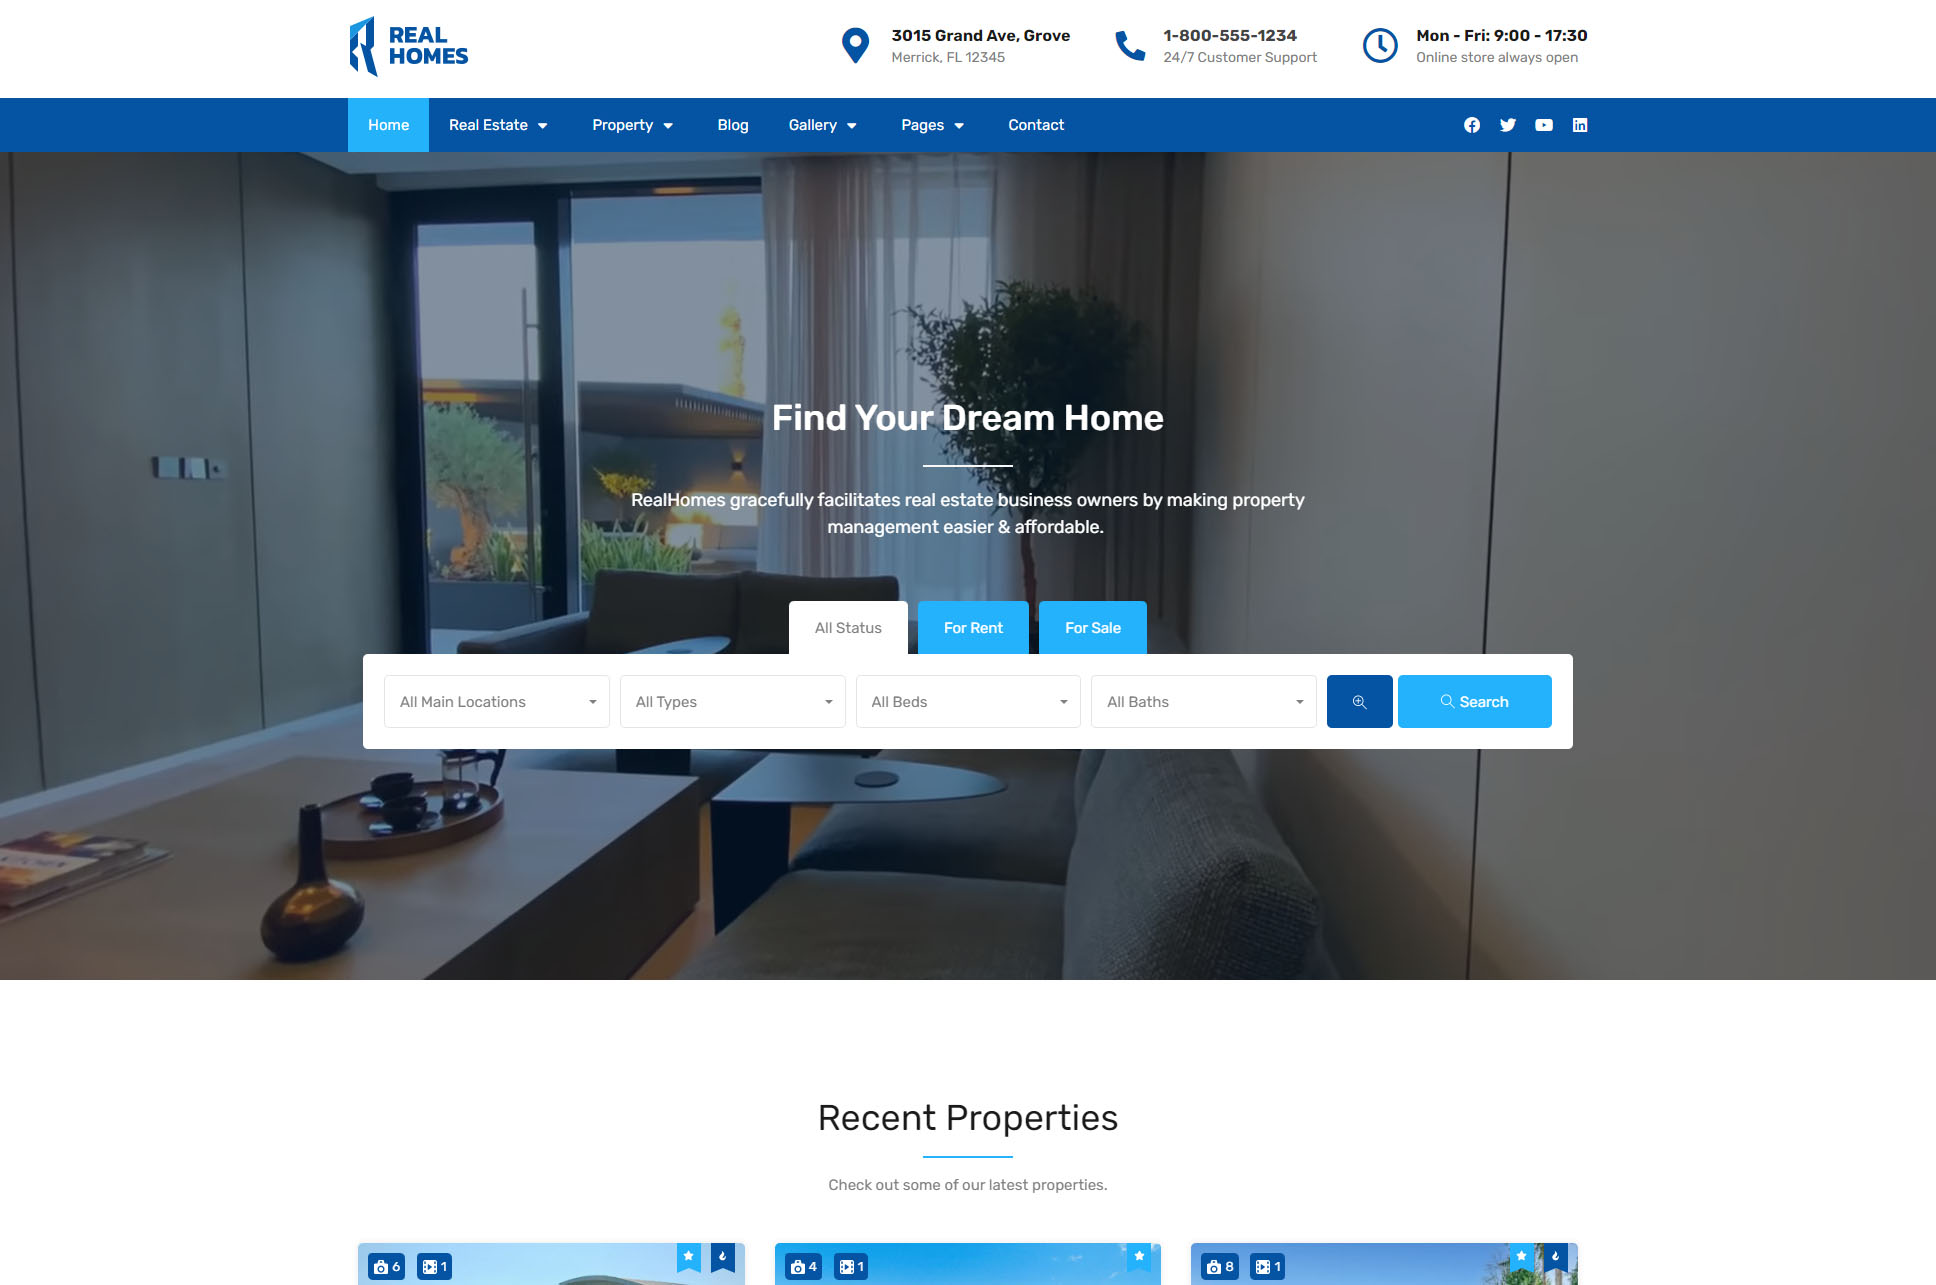 REAL
HOMES
3015 Grand Ave, Grove
Merrick, FL 12345
1-800-555-1234
24/7 Customer Support
Mon - Fri: 9:00 - 17:30
Online store always open
Home
Real Estate
Property
Blog
Gallery
Pages
Contact
Find Your Dream Home
RealHomes gracefully facilitates real estate business owners by making property
management easier & affordable.
All Status
For Rent
For Sale
All Main Locations
All Types
All Beds
All Baths
Search
Recent Properties
Check out some of our latest properties.
6
1
4
1
8
1